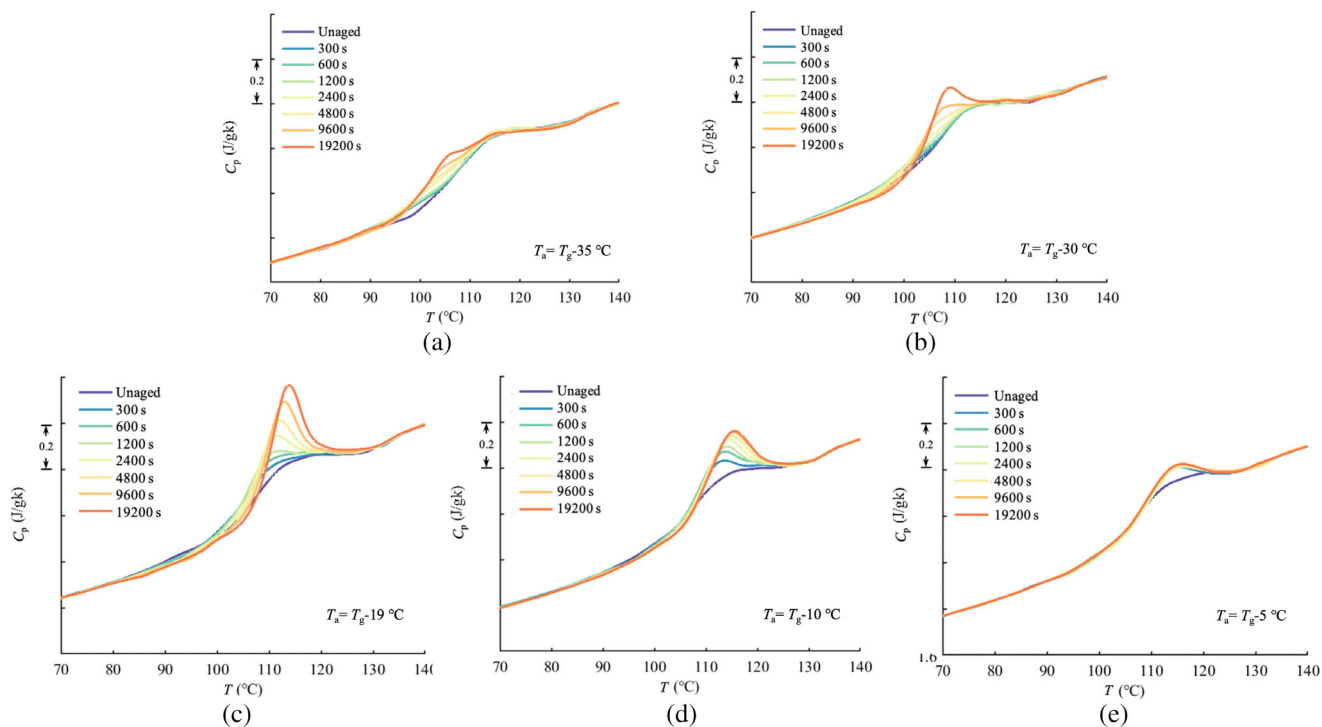 Unaged
300 s
600 s
1200 s
2400 s
4800 s
9600 s
19200 s
0.2
Cp (J/gk)
Ta= Tg-35 °C
70 80 90 100 110 120 130 140
T (°C)
(a)
Unaged
300 s
600 s
1200 s
2400 s
4800 s
9600 s
19200 s
0.2
Cp (J/gk)
Ta= Tg-30 °C
70 80 90 100 110 120 130 140
T (°C)
(b)
Unaged
300 s
600 s
1200 s
2400 s
4800 s
9600 s
19200 s
0.2
Cp (J/gk)
Ta= Tg-19 °C
70 80 90 100 110 120 130 140
T (°C)
(c)
Unaged
300 s
600 s
1200 s
2400 s
4800 s
9600 s
19200 s
0.2
Cp (J/gk)
Ta= Tg-10 °C
70 80 90 100 110 120 130 140
T (°C)
(d)
Unaged
300 s
600 s
1200 s
2400 s
4800 s
9600 s
19200 s
0.2
Cp (J/gk)
Ta= Tg-5 °C
1.6
70 80 90 100 110 120 130 140
T (°C)
(e)